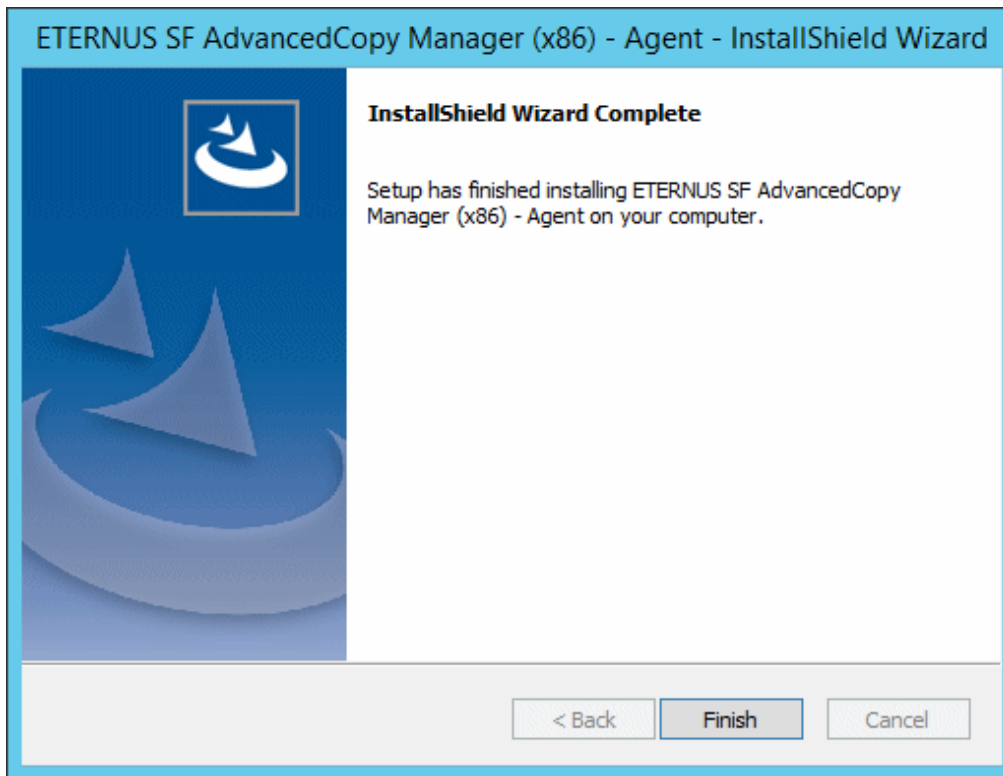 ETERNUS SF AdvancedCopy Manager (x86) - Agent - InstallShield Wizard
InstallShield Wizard Complete
Setup has finished installing ETERNUS SF AdvancedCopy
Manager (x86) - Agent on your computer.
< Back Finish Cancel